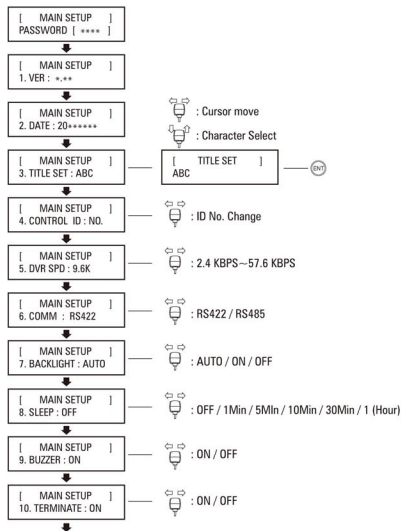 [ MAIN SETUP ]
PASSWORD [ **** ]
[ MAIN SETUP ]
1. VER : *.**
[ MAIN SETUP ]
2. DATE : 20******
: Cursor move
: Character Select
[ MAIN SETUP ]
3. TITLE SET : ABC
[ TITLE SET ]
ABC
ENT
[ MAIN SETUP ]
4. CONTROL ID : NO.
: ID No. Change
[ MAIN SETUP ]
5. DVR SPD : 9.6K
: 2.4 KBPS~57.6 KBPS
[ MAIN SETUP ]
6. COMM : RS422
: RS422 / RS485
[ MAIN SETUP ]
7. BACKLIGHT : AUTO
: AUTO / ON / OFF
[ MAIN SETUP ]
8. SLEEP : OFF
: OFF / 1Min / 5MIn / 10Min / 30Min / 1 (Hour)
[ MAIN SETUP ]
9. BUZZER : ON
: ON / OFF
[ MAIN SETUP ]
10. TERMINATE : ON
: ON / OFF